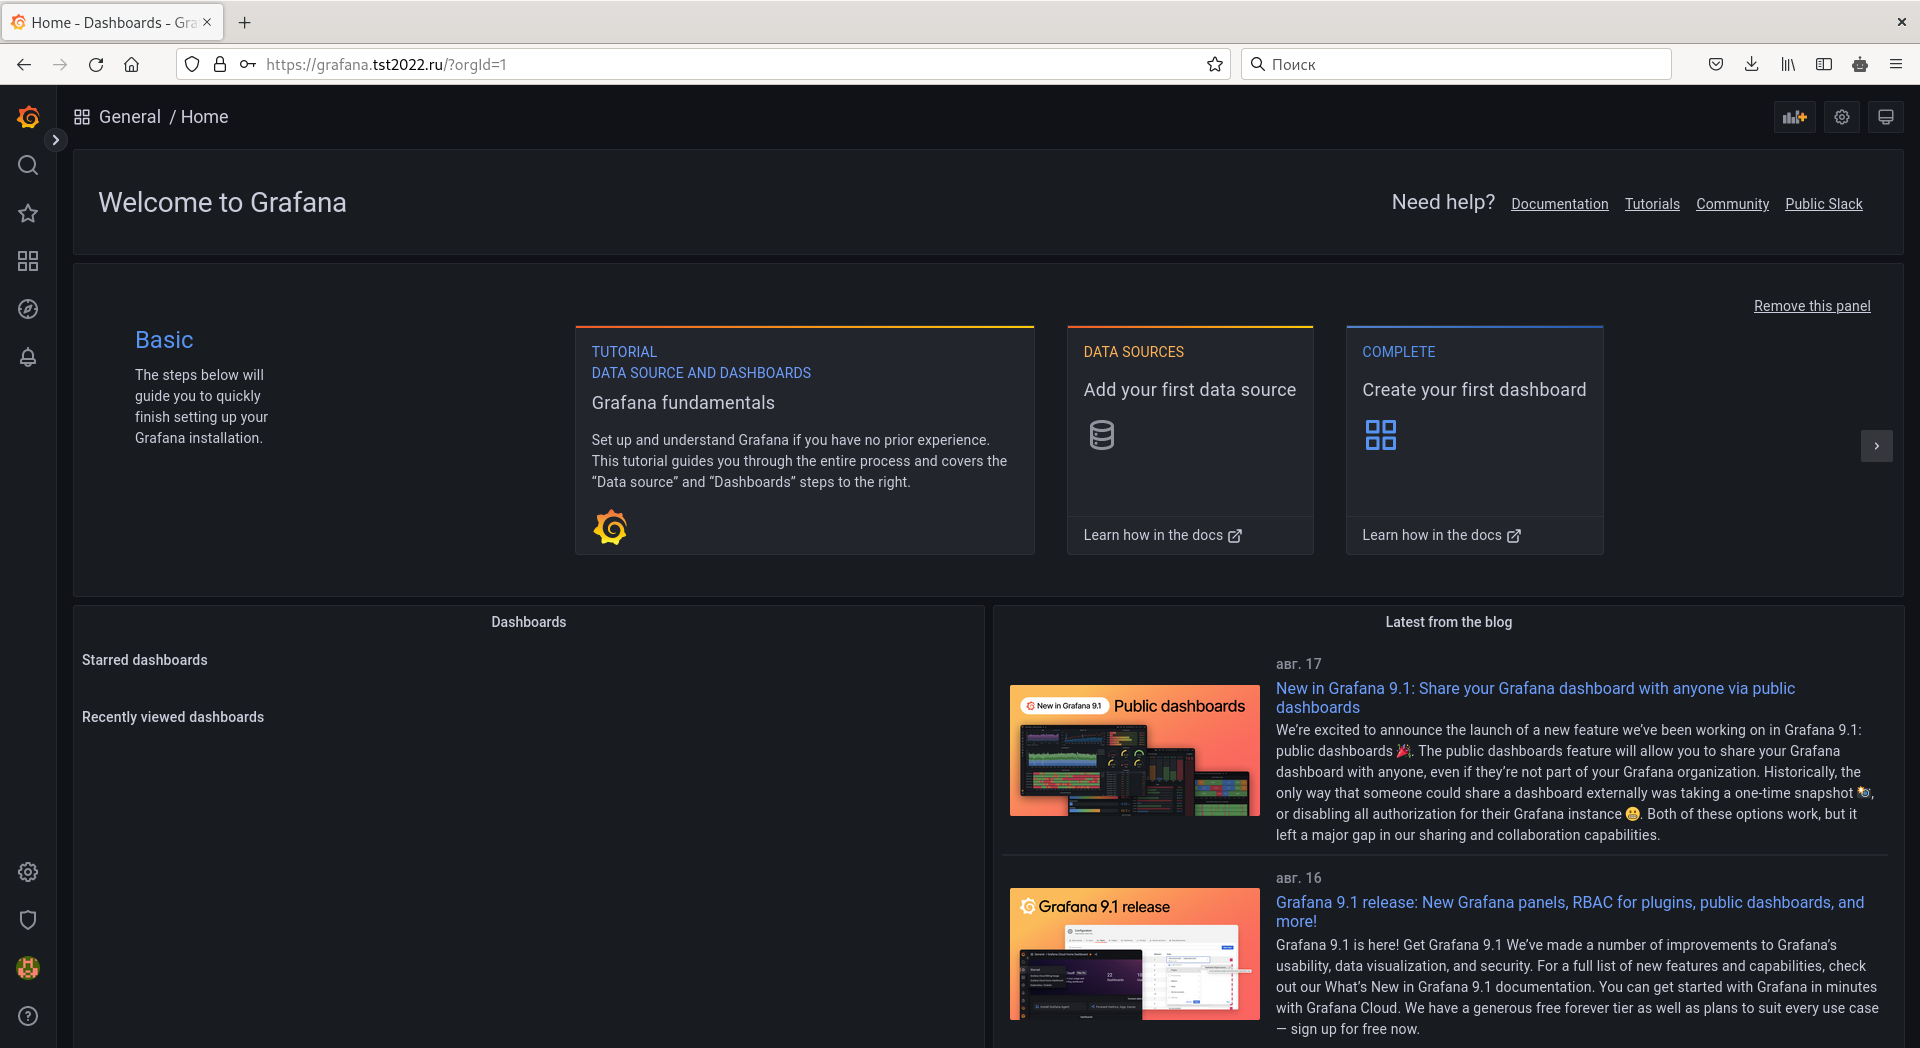 Home - Dashboards - Gra
https://grafana.tst2022.ru/?orgId=1
Поиск
General / Home
Welcome to Grafana
Need help? Documentation Tutorials Community Public Slack
Remove this panel
Basic
The steps below will
guide you to quickly
finish setting up your
Grafana installation.
TUTORIAL
DATA SOURCE AND DASHBOARDS
Grafana fundamentals
Set up and understand Grafana if you have no prior experience.
This tutorial guides you through the entire process and covers the
“Data source” and “Dashboards” steps to the right.
DATA SOURCES
Add your first data source
Learn how in the docs
COMPLETE
Create your first dashboard
Learn how in the docs
Dashboards
Starred dashboards
Recently viewed dashboards
Latest from the blog
New in Grafana 9.1
Public dashboards
авг. 17
New in Grafana 9.1: Share your Grafana dashboard with anyone via public
dashboards
We’re excited to announce the launch of a new feature we’ve been working on in Grafana 9.1:
public dashboards 🎉. The public dashboards feature will allow you to share your Grafana
dashboard with anyone, even if they’re not part of your Grafana organization. Historically, the
only way that someone could share a dashboard externally was taking a one-time snapshot 📸,
or disabling all authorization for their Grafana instance 😬. Both of these options work, but it
left a major gap in our sharing and collaboration capabilities.
Grafana 9.1 release
авг. 16
Grafana 9.1 release: New Grafana panels, RBAC for plugins, public dashboards, and
more!
Grafana 9.1 is here! Get Grafana 9.1 We’ve made a number of improvements to Grafana’s
usability, data visualization, and security. For a full list of new features and capabilities, check
out our What’s New in Grafana 9.1 documentation. You can get started with Grafana in minutes
with Grafana Cloud. We have a generous free forever tier as well as plans to suit every use case
— sign up for free now.